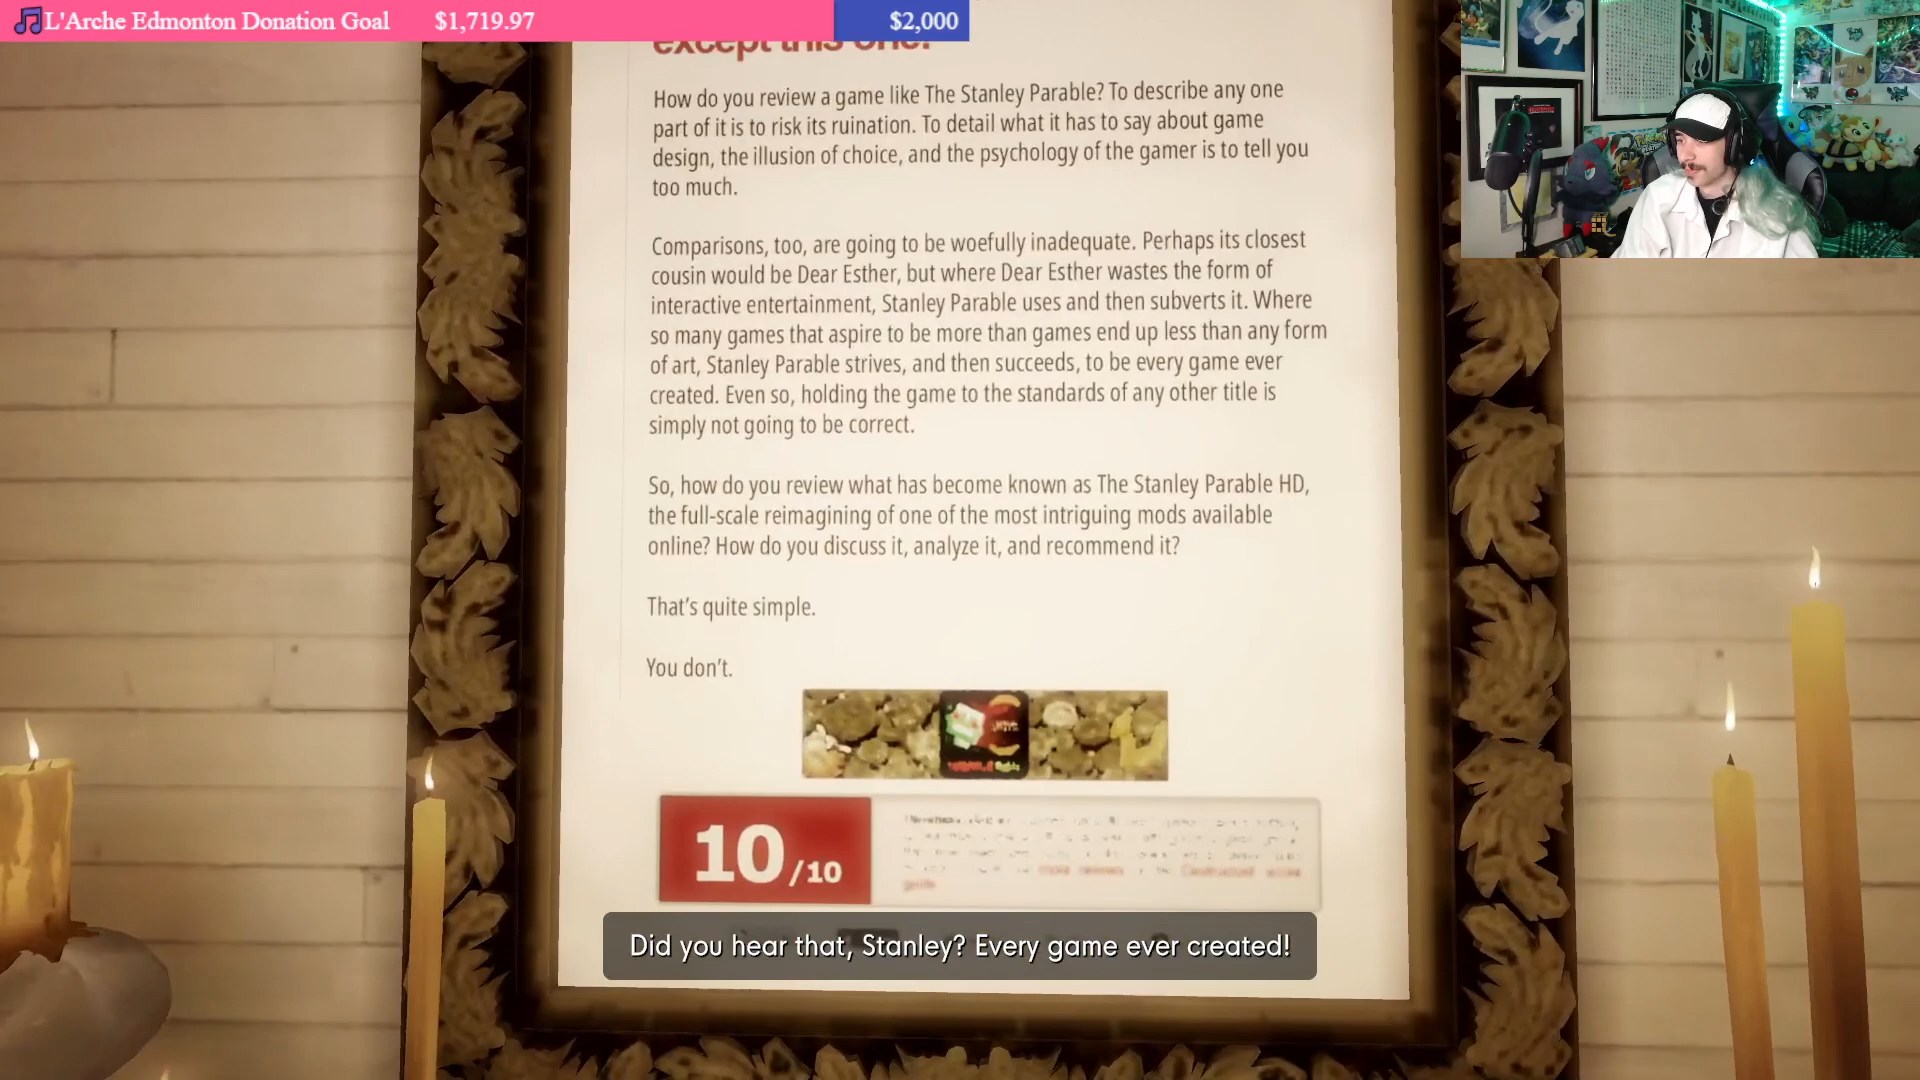 L'Arche Edmonton Donation Goal $1,719.97 $2,000
except this one.
How do you review a game like The Stanley Parable? To describe any one
part of it is to risk its ruination. To detail what it has to say about game
design, the illusion of choice, and the psychology of the gamer is to tell you
too much.
Comparisons, too, are going to be woefully inadequate. Perhaps its closest
cousin would be Dear Esther, but where Dear Esther wastes the form of
interactive entertainment, Stanley Parable uses and then subverts it. Where
so many games that aspire to be more than games end up less than any form
of art, Stanley Parable strives, and then succeeds, to be every game ever
created. Even so, holding the game to the standards of any other title is
simply not going to be correct.
So, how do you review what has become known as The Stanley Parable HD,
the full-scale reimagining of one of the most intriguing mods available
online? How do you discuss it, analyze it, and recommend it?
That's quite simple.
You don't.
10/10
Did you hear that, Stanley? Every game ever created!